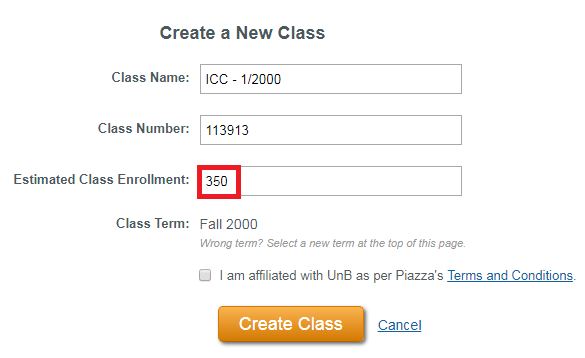 Create a New Class
Class Name: ICC - 1/2000
Class Number: 113913
Estimated Class Enrollment: 350
Class Term: Fall 2000
Wrong term? Select a new term at the top of this page.
I am affiliated with UnB as per Piazza's Terms and Conditions.
Create Class Cancel